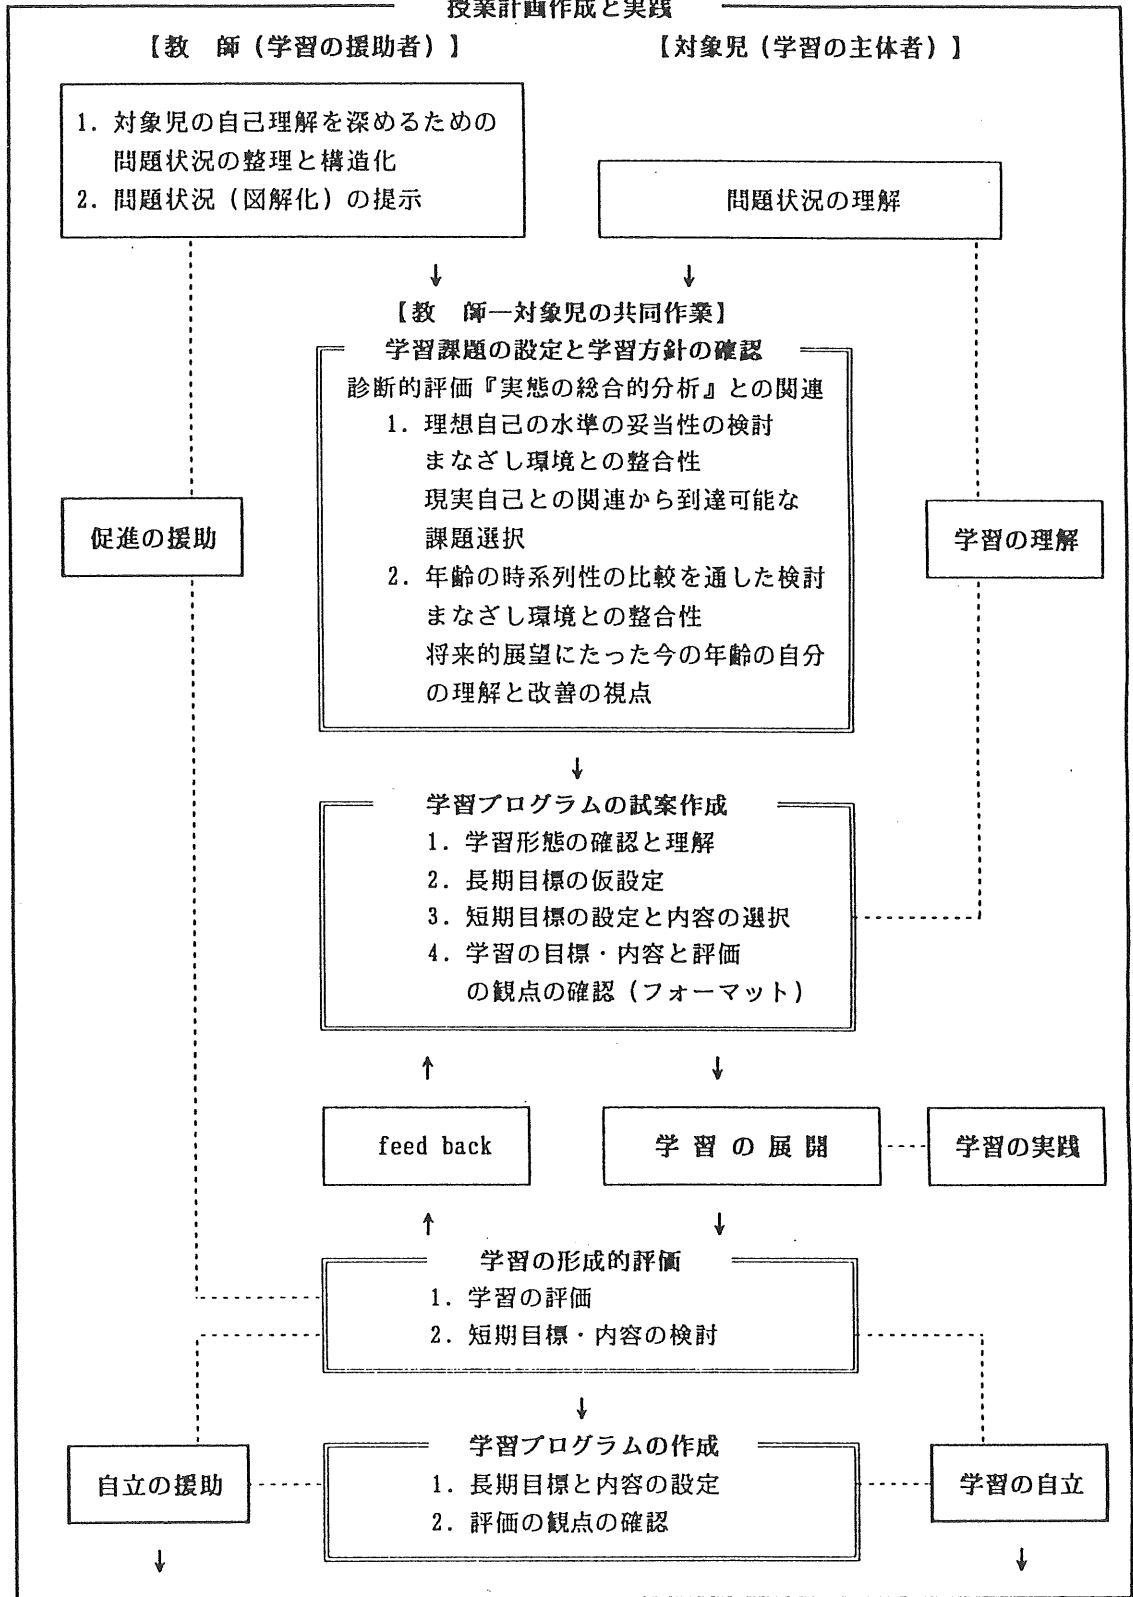 授業計画作成と実践
【教　師（学習の援助者）】
【対象児（学習の主体者）】
1. 対象児の自己理解を深めるための
問題状況の整理と構造化
2. 問題状況（図解化）の提示
問題状況の理解
↓
↓
【教　師―対象児の共同作業】
学習課題の設定と学習方針の確認
診断的評価『実態の総合的分析』との関連
1. 理想自己の水準の妥当性の検討
まなざし環境との整合性
現実自己との関連から到達可能な
課題選択
2. 年齢の時系列性の比較を通した検討
まなざし環境との整合性
将来的展望にたった今の年齢の自分
の理解と改善の視点
促進の援助
学習の理解
↓
学習プログラムの試案作成
1. 学習形態の確認と理解
2. 長期目標の仮設定
3. 短期目標の設定と内容の選択
4. 学習の目標・内容と評価
の観点の確認（フォーマット）
↑
↓
feed back
学 習 の 展 開
学習の実践
↑
↓
学習の形成的評価
1. 学習の評価
2. 短期目標・内容の検討
↓
学習プログラムの作成
1. 長期目標と内容の設定
2. 評価の観点の確認
自立の援助
学習の自立
↓
↓